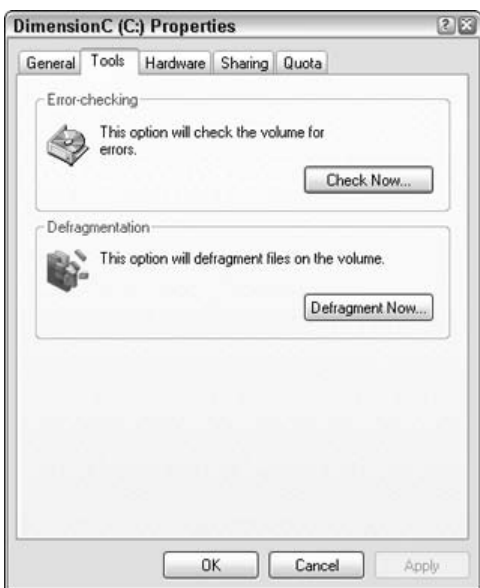 DimensionC (C:) Properties
General Tools Hardware Sharing Quota
Error-checking
This option will check the volume for
errors.
Check Now...
Defragmentation
This option will defragment files on the volume.
Defragment Now...
OK Cancel Apply